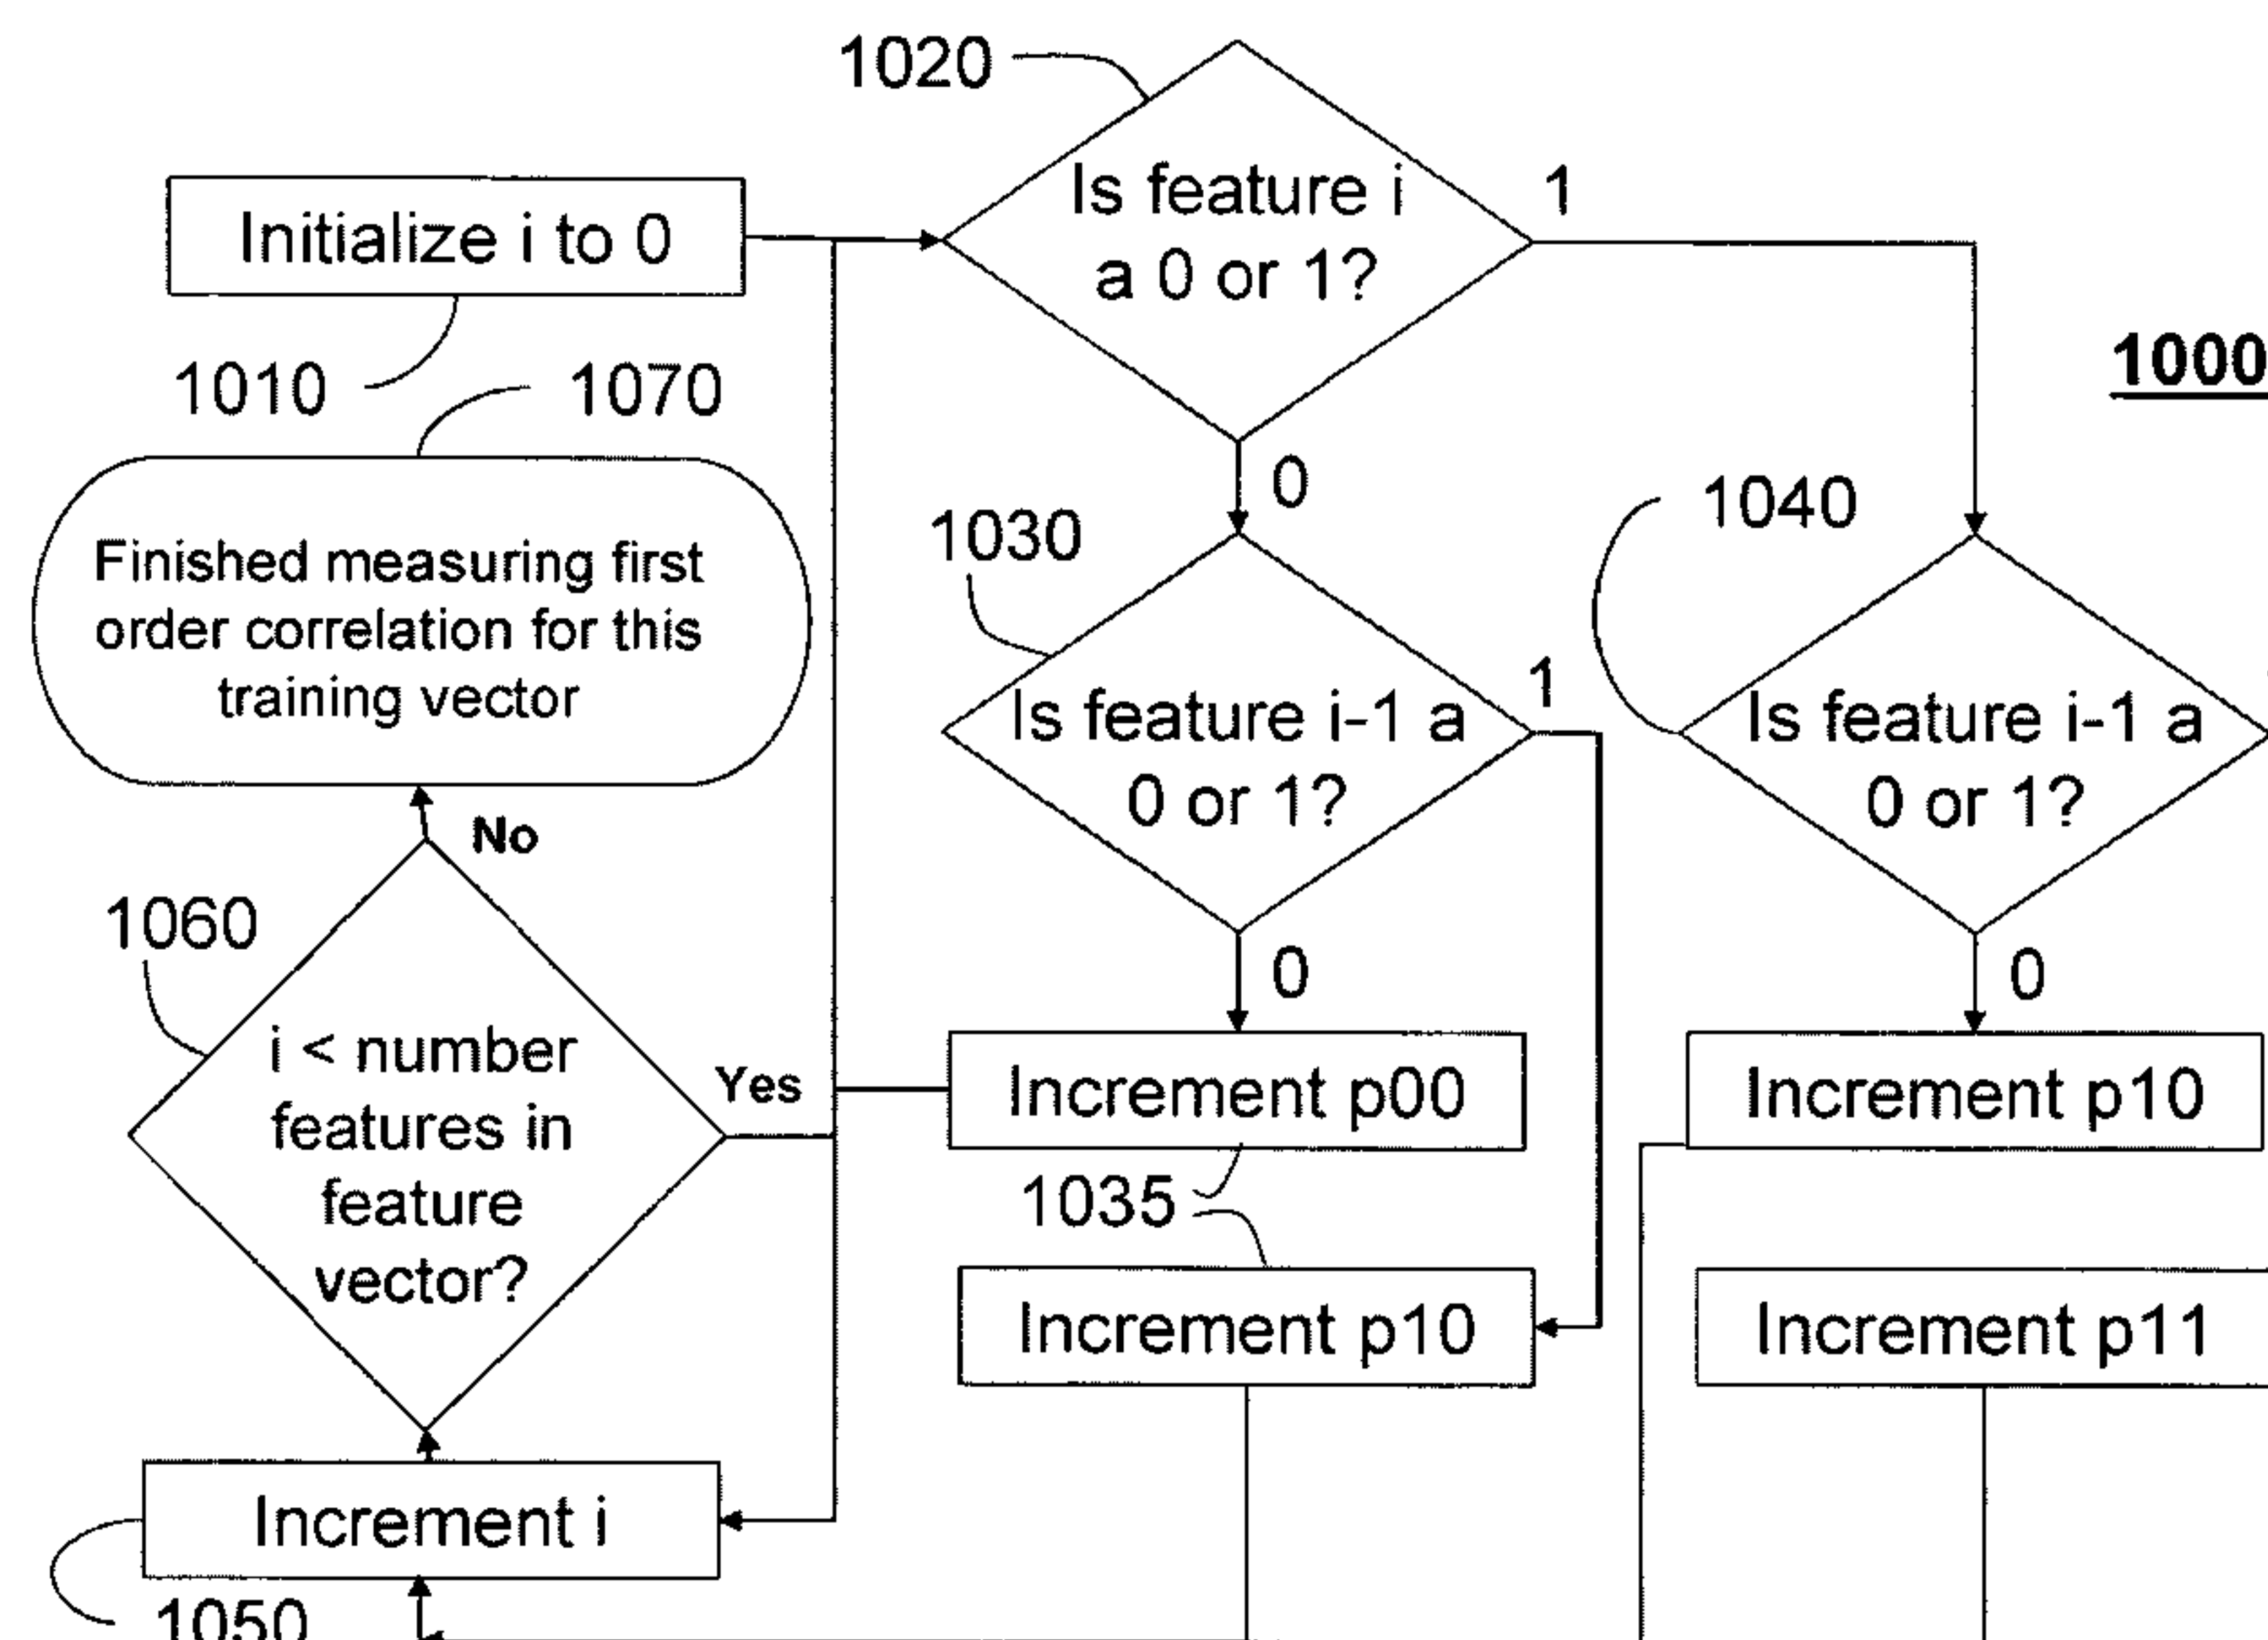 1020
Is feature i
a 0 or 1?
1
Initialize i to 0
1010
1070
1000
0
1030
1040
Finished measuring first
order correlation for this
training vector
Is feature i-1 a
0 or 1?
1
Is feature i-1 a
0 or 1?
No
1060
0
0
i < number
features in
feature
vector?
Yes
Increment p00
Increment p10
1035
Increment p10
Increment p11
Increment i
1050